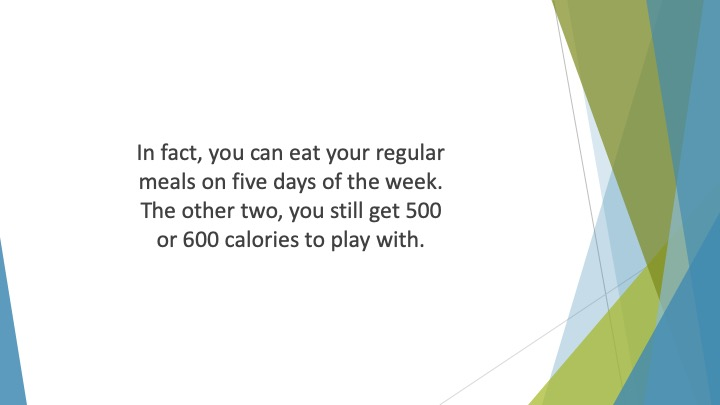 In fact, you can eat your regular
meals on five days of the week.
The other two, you still get 500
or 600 calories to play with.